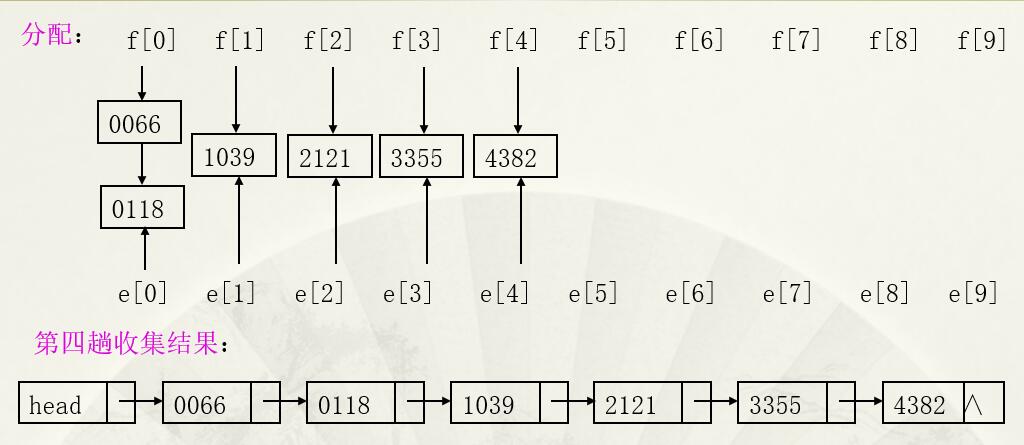 分配: f[0] f[1] f[2] f[3] f[4] f[5] f[6] f[7] f[8] f[9]
0066
1039 2121 3355 4382
0118
e[0] e[1] e[2] e[3] e[4] e[5] e[6] e[7] e[8] e[9]
第四趟收集结果:
head 0066 0118 1039 2121 3355 4382 ∧